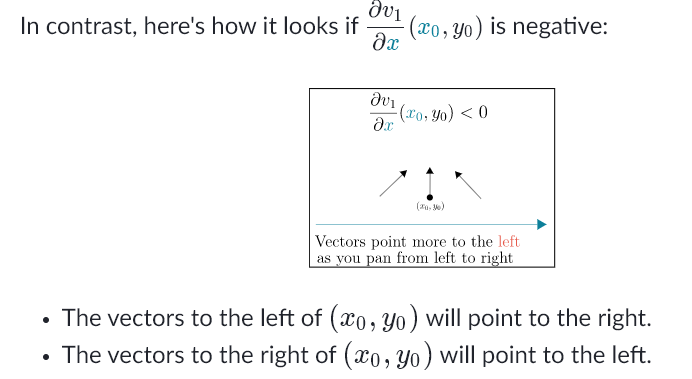 In contrast, here's how it looks if ∂v₁/∂x (x₀, y₀) is negative:
∂v₁/∂x (x₀, y₀) < 0
(x₀, y₀)
Vectors point more to the left
as you pan from left to right
• The vectors to the left of (x₀, y₀) will point to the right.
• The vectors to the right of (x₀, y₀) will point to the left.